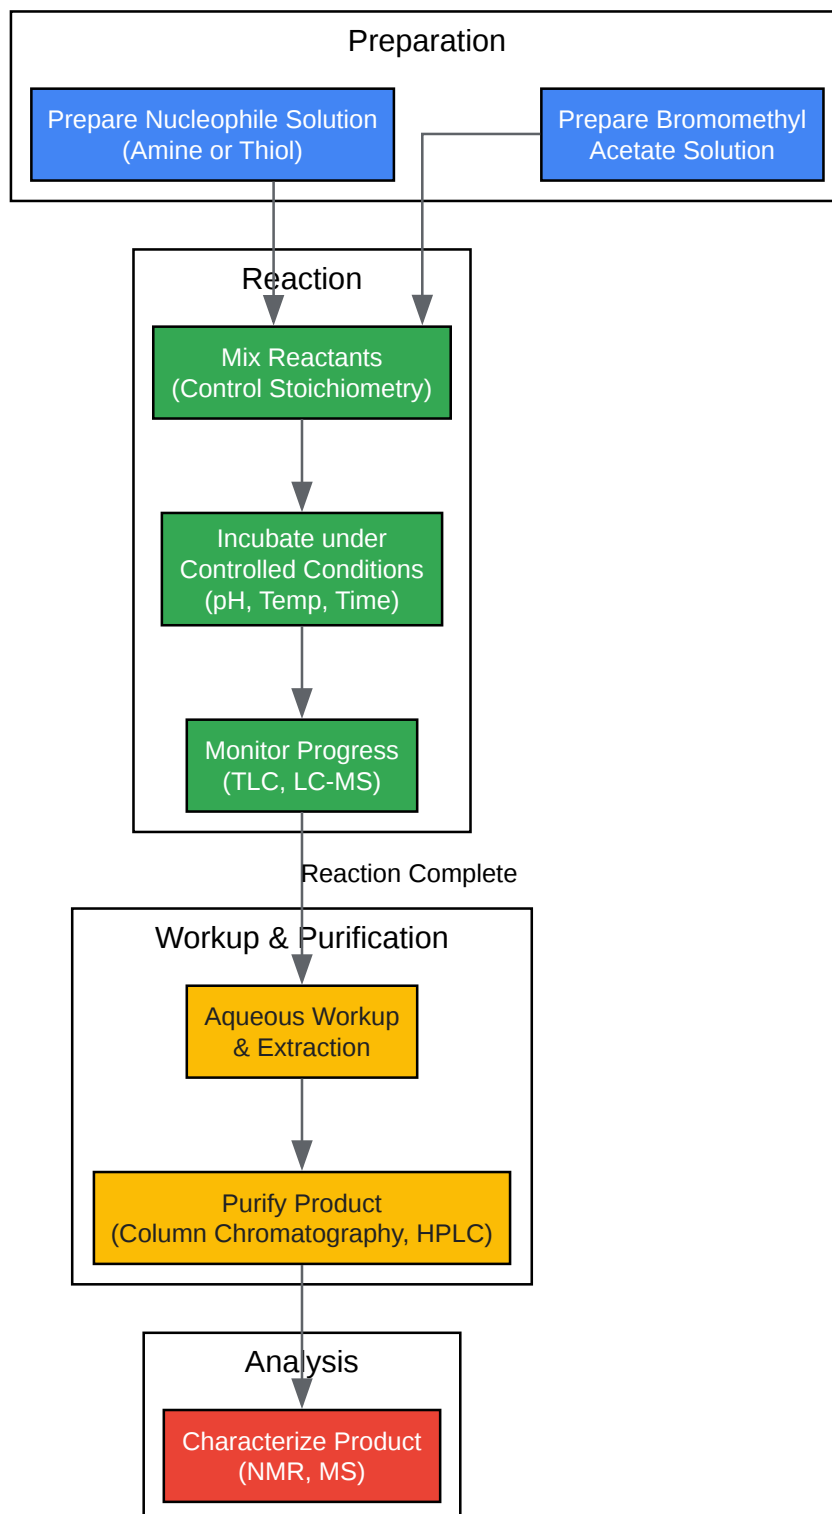 Preparation
Prepare Nucleophile Solution
(Amine or Thiol)
Prepare Bromomethyl
Acetate Solution
Reaction
Mix Reactants
(Control Stoichiometry)
Incubate under
Controlled Conditions
(pH, Temp, Time)
Monitor Progress
(TLC, LC-MS)
Reaction Complete
Workup & Purification
Aqueous Workup
& Extraction
Purify Product
(Column Chromatography, HPLC)
Analysis
Characterize Product
(NMR, MS)